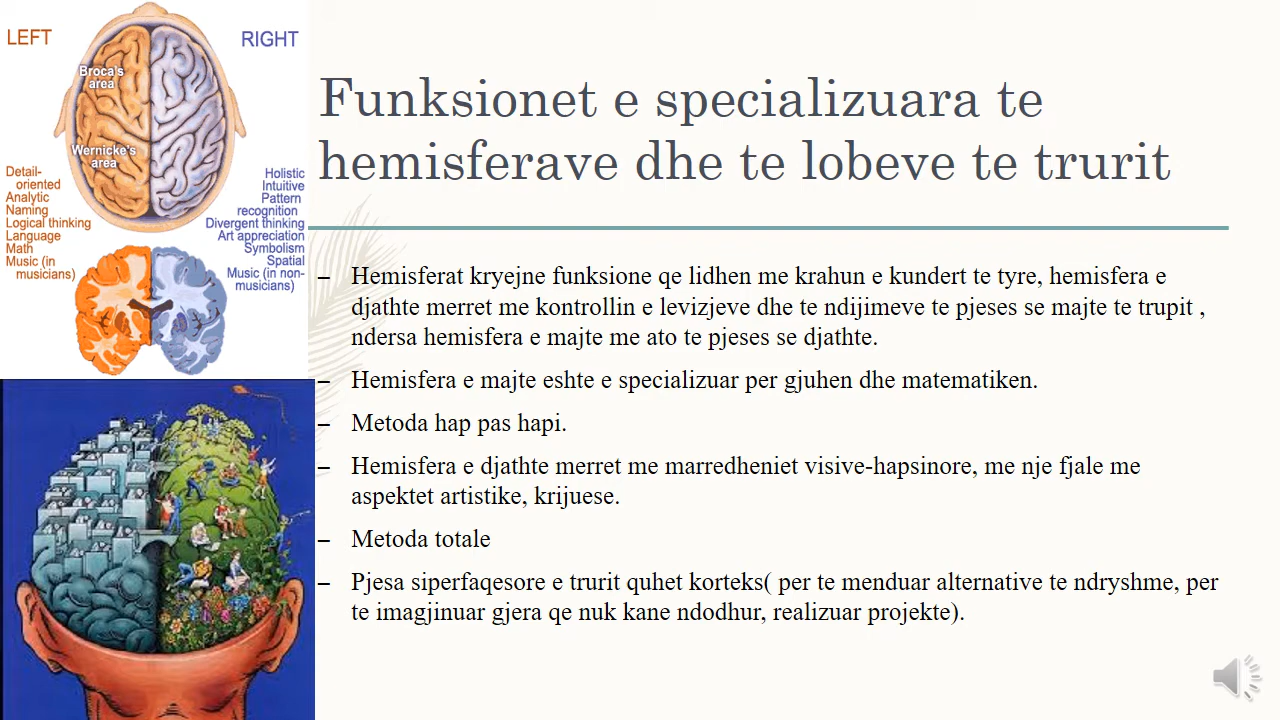 LEFT
RIGHT
Broca's
area
Wernicke's
area
Detail-
oriented
Analytic
Naming
Logical thinking
Language
Math
Music (in
musicians)
Holistic
Intuitive
Pattern
recognition
Divergent thinking
Art appreciation
Symbolism
Spatial
Music (in non-
musicians)
Funksionet e specializuara te
hemisferave dhe te lobeve te trurit
– Hemisferat kryejne funksione qe lidhen me krahun e kundert te tyre, hemisfera e
djathte merret me kontrollin e levizjeve dhe te ndijimeve te pjeses se majte te trupit ,
ndersa hemisfera e majte me ato te pjeses se djathte.
– Hemisfera e majte eshte e specializuar per gjuhen dhe matematiken.
– Metoda hap pas hapi.
– Hemisfera e djathte merret me marredheniet visive-hapsinore, me nje fjale me
aspektet artistike, krijuese.
– Metoda totale
– Pjesa siperfaqesore e trurit quhet korteks( per te menduar alternative te ndryshme, per
te imagjinuar gjera qe nuk kane ndodhur, realizuar projekte).